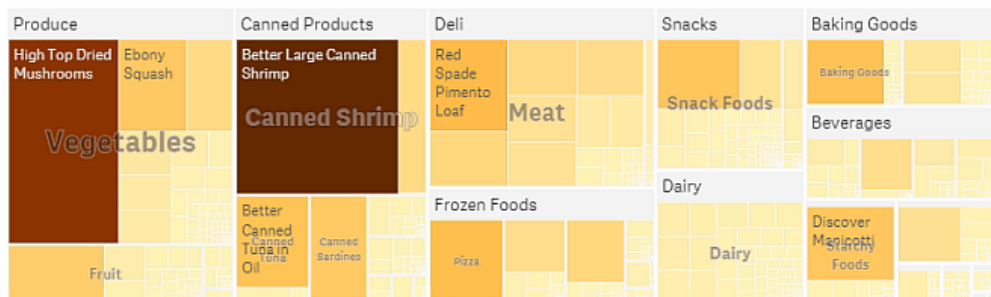 Produce
High Top Dried
Mushrooms
Ebony
Squash
Vegetables
Fruit
Canned Products
Better Large Canned
Shrimp
Canned Shrimp
Better
Canned
Tuna in
Oil
Canned
Tuna
Canned
Sardines
Deli
Red
Spade
Pimento
Loaf
Meat
Frozen Foods
Pizza
Snacks
Snack Foods
Dairy
Dairy
Baking Goods
Baking Goods
Beverages
Discover
Manicotti
Starchy
Foods